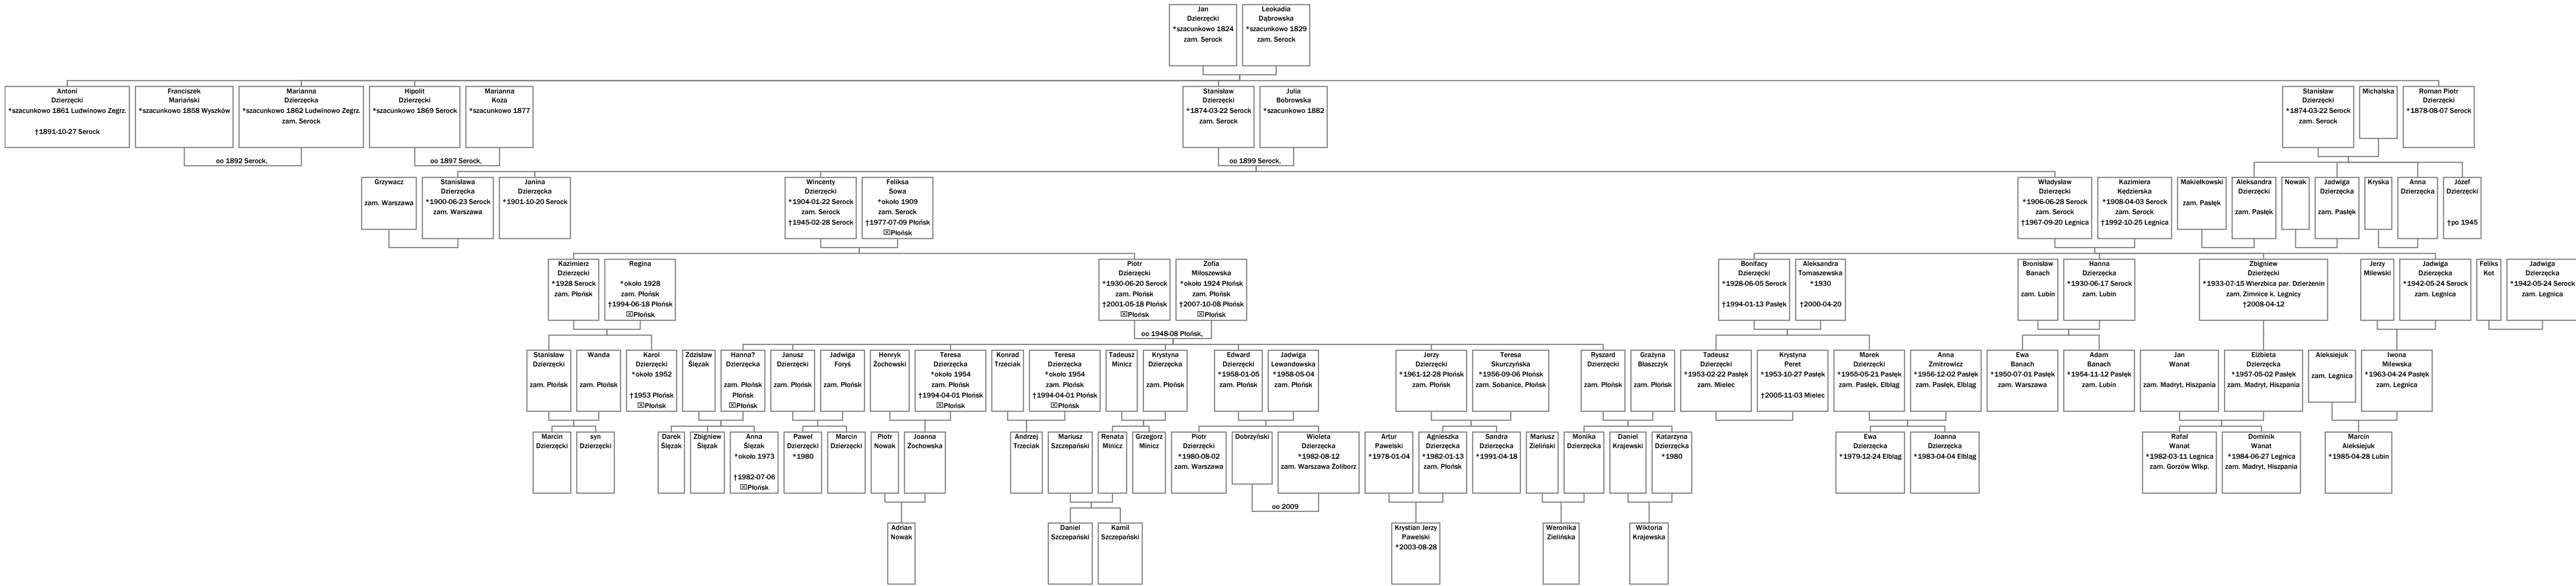 Jan
Dzierzęcki
*szacunkowo 1824
zam. Serock
Leokadia
Dąbrowska
*szacunkowo 1829
zam. Serock
Antoni
Dzierzęcki
*szacunkowo 1861 Ludwinowo Zegrz.
†1891-10-27 Serock
Franciszek
Mariański
*szacunkowo 1858 Wyszków
Marianna
Dzierzęcka
*szacunkowo 1862 Ludwinowo Zegrz.
zam. Serock
Hipolit
Dzierzęcki
*szacunkowo 1869 Serock
Marianna
Koza
*szacunkowo 1877
Stanisław
Dzierzęcki
*1874-03-22 Serock
zam. Serock
Julia
Bobrowska
*szacunkowo 1882
Stanisław
Dzierzęcki
*1874-03-22 Serock
zam. Serock
Michalska
Roman Piotr
Dzierzęcki
*1878-08-07 Serock
oo 1892 Serock,
oo 1897 Serock,
oo 1899 Serock,
Grzywacz
zam. Warszawa
Stanisława
Dzierzęcka
*1900-06-23 Serock
zam. Warszawa
Janina
Dzierzęcka
*1901-10-20 Serock
Wincenty
Dzierzęcki
*1904-01-22 Serock
zam. Serock
†1945-02-28 Serock
Feliksa
Sowa
*około 1909
zam. Serock
†1977-07-09 Płońsk
☒Płońsk
Władysław
Dzierzęcki
*1906-06-28 Serock
zam. Serock
†1967-09-20 Legnica
Kazimiera
Kędzierska
*1908-04-03 Serock
zam. Serock
†1992-10-25 Legnica
Makiełkowski
zam. Pasłęk
Aleksandra
Dzierzęcki
zam. Pasłęk
Nowak
Jadwiga
Dzierzęcka
zam. Pasłęk
Kryska
Anna
Dzierzęcka
Józef
Dzierzęcki
†po 1945
Kazimierz
Dzierzęcki
*1928 Serock
zam. Płońsk
Regina
*około 1928
zam. Płońsk
†1994-06-18 Płońsk
☒Płońsk
Piotr
Dzierzęcki
*1930-06-20 Serock
zam. Płońsk
†2001-05-18 Płońsk
☒Płońsk
Zofia
Miłoszewska
*około 1924 Płońsk
zam. Płońsk
†2007-10-08 Płońsk
☒Płońsk
Bonifacy
Dzierzęcki
*1928-06-05 Serock
†1994-01-13 Pasłęk
Aleksandra
Tomaszewska
*1930
†2000-04-20
Bronisław
Banach
zam. Lubin
Hanna
Dzierzęcka
*1930-06-17 Serock
zam. Lubin
Zbigniew
Dzierżęcki
*1933-07-15 Wierzbica par. Dzierżenin
zam. Zimnice k. Legnicy
†2008-04-12
Jerzy
Milewski
Jadwiga
Dzierzęcka
*1942-05-24 Serock
zam. Legnica
Feliks
Kot
Jadwiga
Dzierzęcka
*1942-05-24 Serock
zam. Legnica
oo 1948-08 Płońsk,
Stanisław
Dzierzęcki
zam. Płońsk
Wanda
zam. Płońsk
Karol
Dzierzęcki
*około 1952
†1953 Płońsk
☒Płońsk
Zdzisław
Ślęzak
Hanna?
Dzierzęcka
zam. Płońsk
Płońsk
☒Płońsk
Janusz
Dzierzęcki
zam. Płońsk
Jadwiga
Foryś
zam. Płońsk
Henryk
Żochowski
Teresa
Dzierzęcka
*około 1954
zam. Płońsk
†1994-04-01 Płońsk
☒Płońsk
Konrad
Trzeciak
Teresa
Dzierzęcka
*około 1954
zam. Płońsk
†1994-04-01 Płońsk
☒Płońsk
Tadeusz
Minicz
Krystyna
Dzierzęcka
zam. Płońsk
Edward
Dzierzęcki
*1958-01-05
zam. Płońsk
Jadwiga
Lewandowska
*1958-05-04
zam. Płońsk
Jerzy
Dzierzęcki
*1961-12-28 Płońsk
zam. Płońsk
Teresa
Skurczyńska
*1956-09-06 Płońsk
zam. Sobanice, Płońsk
Ryszard
Dzierzęcki
zam. Płońsk
Grażyna
Błaszczyk
zam. Płońsk
Tadeusz
Dzierzęcki
*1953-02-22 Pasłęk
zam. Mielec
Krystyna
Peret
*1953-10-27 Pasłęk
†2005-11-03 Mielec
Marek
Dzierzęcki
*1955-05-21 Pasłęk
zam. Pasłęk, Elbląg
Anna
Zmitrowicz
*1956-12-02 Pasłęk
zam. Pasłęk, Elbląg
Ewa
Banach
*1950-07-01 Pasłęk
zam. Warszawa
Adam
Banach
*1954-11-12 Pasłęk
zam. Lubin
Jan
Wanat
zam. Madryt, Hiszpania
Elżbieta
Dzierzęcka
*1957-05-02 Pasłęk
zam. Madryt, Hiszpania
Aleksiejuk
zam. Legnica
Iwona
Milewska
*1963-04-24 Pasłęk
zam. Legnica
Marcin
Dzierzęcki
syn
Dzierzęcki
Darek
Ślęzak
Zbigniew
Ślęzak
Anna
Ślęzak
*około 1973
†1982-07-06
☒Płońsk
Paweł
Dzierzęcki
*1980
Marcin
Dzierzęcki
Piotr
Nowak
Joanna
Żochowska
Andrzej
Trzeciak
Mariusz
Szczepański
Renata
Minicz
Grzegorz
Minicz
Piotr
Dzierzęcki
*1980-08-02
zam. Warszawa
Dobrzyński
Wioleta
Dzierzęcka
*1982-08-12
zam. Warszawa Żoliborz
Artur
Pawelski
*1978-01-04
Agnieszka
Dzierzęcka
*1982-01-13
zam. Płońsk
Sandra
Dzierzęcka
*1991-04-18
Mariusz
Zieliński
Monika
Dzierzęcka
Daniel
Krajewski
Katarzyna
Dzierzęcka
*1980
Ewa
Dzierzęcka
*1979-12-24 Elbląg
Joanna
Dzierzęcka
*1983-04-04 Elbląg
Rafał
Wanat
*1982-03-11 Legnica
zam. Gorzów Wlkp.
Dominik
Wanat
*1984-06-27 Legnica
zam. Madryt, Hiszpania
Marcin
Aleksiejuk
*1985-04-28 Lubin
oo 2009
Adrian
Nowak
Daniel
Szczepański
Kamil
Szczepański
Krystian Jerzy
Pawelski
*2003-08-28
Weronika
Zielińska
Wiktoria
Krajewska